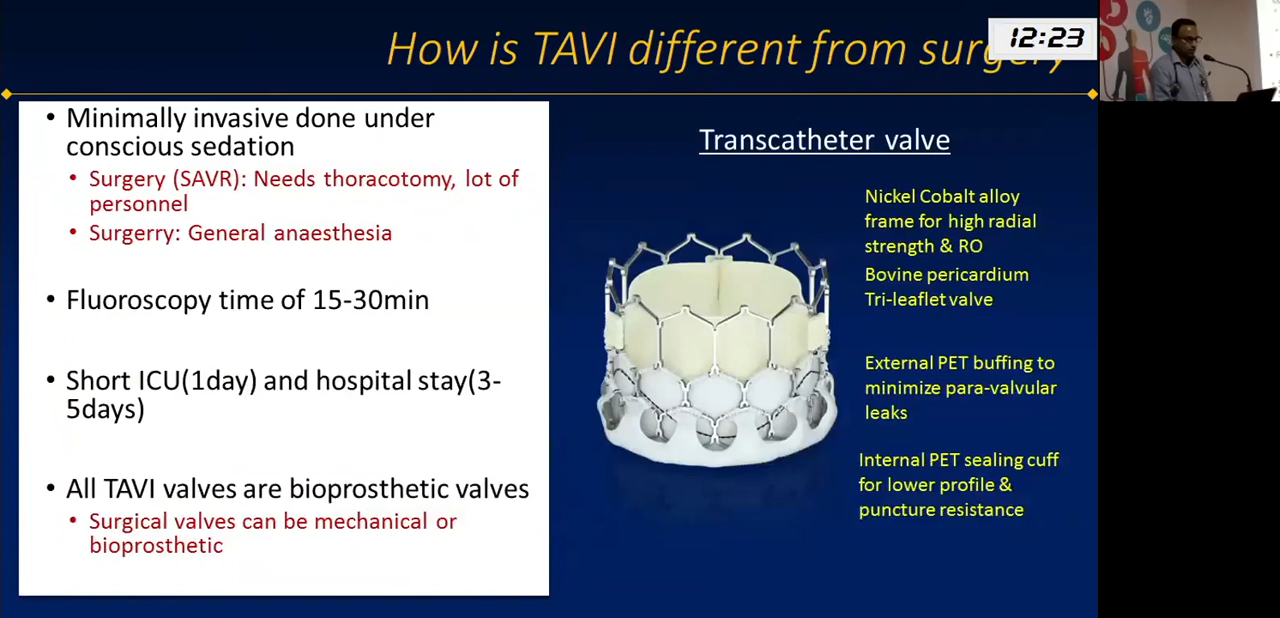 How is TAVI different from surgery
12:23
• Minimally invasive done under
conscious sedation
• Surgery (SAVR): Needs thoracotomy, lot of
personnel
• Surgerry: General anaesthesia
• Fluoroscopy time of 15-30min
• Short ICU(1day) and hospital stay(3-
5days)
• All TAVI valves are bioprosthetic valves
• Surgical valves can be mechanical or
bioprosthetic
Transcatheter valve
Nickel Cobalt alloy
frame for high radial
strength & RO
Bovine pericardium
Tri-leaflet valve
External PET buffing to
minimize para-valvular
leaks
Internal PET sealing cuff
for lower profile &
puncture resistance